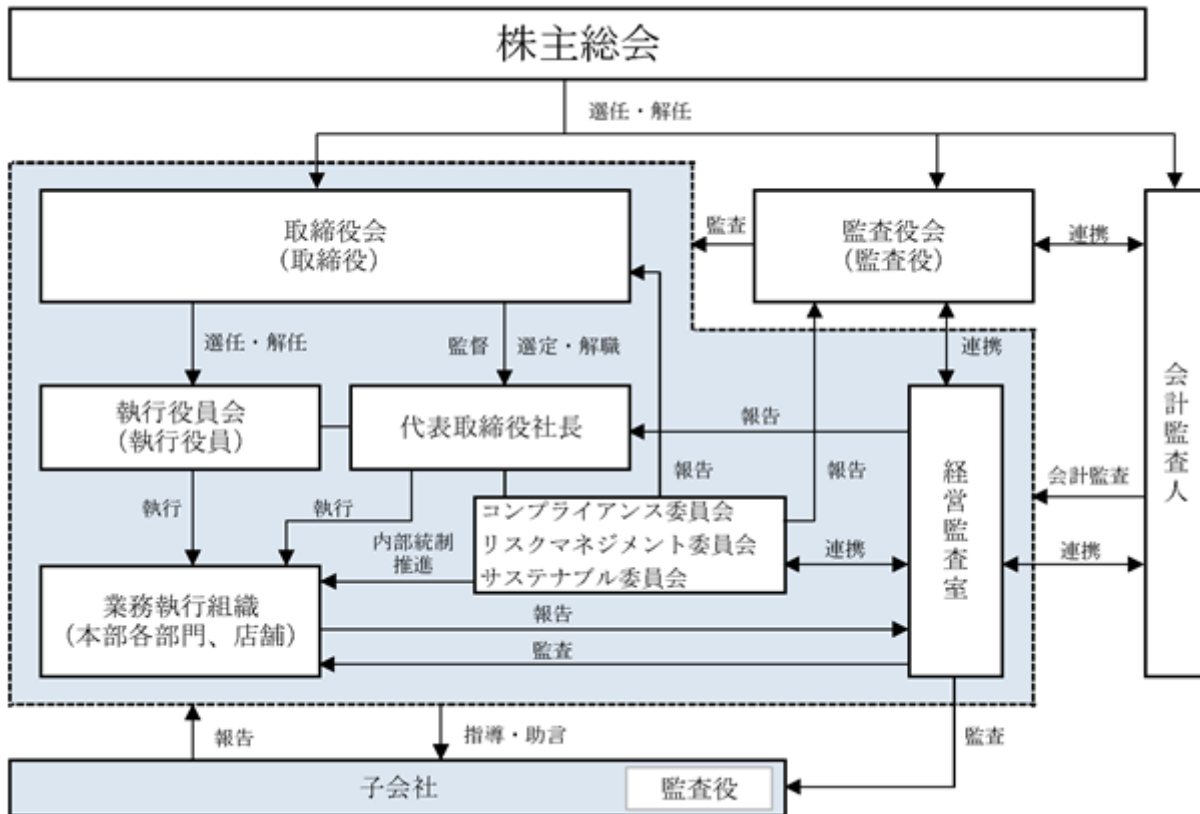 株主総会
選任・解任
取締役会
(取締役)
監査
監査役会
(監査役)
連携
選任・解任
監督
選定・解職
連携
会計監査人
執行役員会
(執行役員)
代表取締役社長
報告
経営監査室
報告
報告
会計監査
執行
執行
コンプライアンス委員会
リスクマネジメント委員会
サステナブル委員会
内部統制
推進
連携
連携
業務執行組織
(本部各部門、店舗)
報告
監査
報告
指導・助言
監査
子会社
監査役